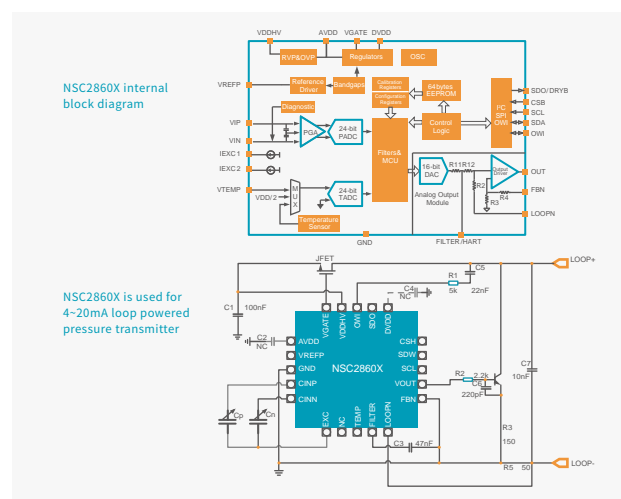 VDDHV AVDD VGATE DVDD
RVP&OVP Regulators OSC
NSC2860X internal
block diagram
VREFP Reference Driver Bandgaps
Calibration Registers
Configuration Registers
64bytes EEPROM
I²C SPI OWI
SDO/DRYB
CSB
SCL
SDA
OWI
Diagnostic
VIP
VIN
PGA
24-bit PADC
Control Logic
IEXC1
IEXC2
Filters& MCU
16-bit DAC
R11 R12
Output Driver
OUT
FBN
R2
R4
R3
LOOPN
Analog Output Module
VTEMP
VDD/2
MUX
24-bit TADC
Temperature Sensor
GND
FILTER/HART
NSC2860X is used for
4~20mA loop powered
pressure transmitter
JFET
LOOP+
C1 100nF
C2
NC
C4
NC
R1
5k
C5
22nF
VGATE VDDHV OWI SDO DVDD
AVDD
VREFP
GND
CINP
CINN
NSC2860X
CSH
SDW
SCL
VOUT
FBN
EXC NC TEMP FILTER LOOPN
Cp
Cn
C3 47nF
R2 2.2k
C6
220pF
C7
10nF
R3
150
R5 50
LOOP-